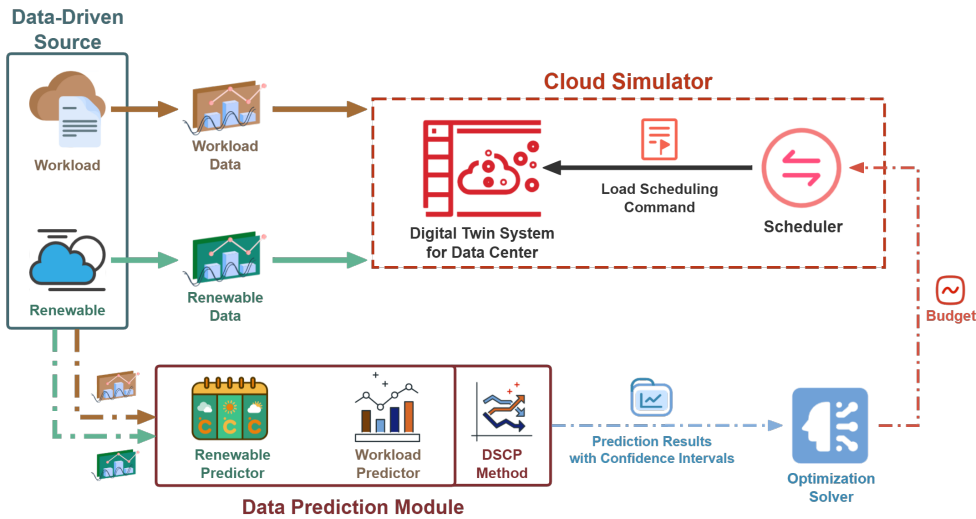 Data-Driven
Source
Workload
Renewable
Workload
Data
Renewable
Data
Cloud Simulator
Digital Twin System
for Data Center
Load Scheduling
Command
Scheduler
Budget
Renewable
Predictor
Workload
Predictor
DSCP
Method
Data Prediction Module
Prediction Results
with Confidence Intervals
Optimization
Solver